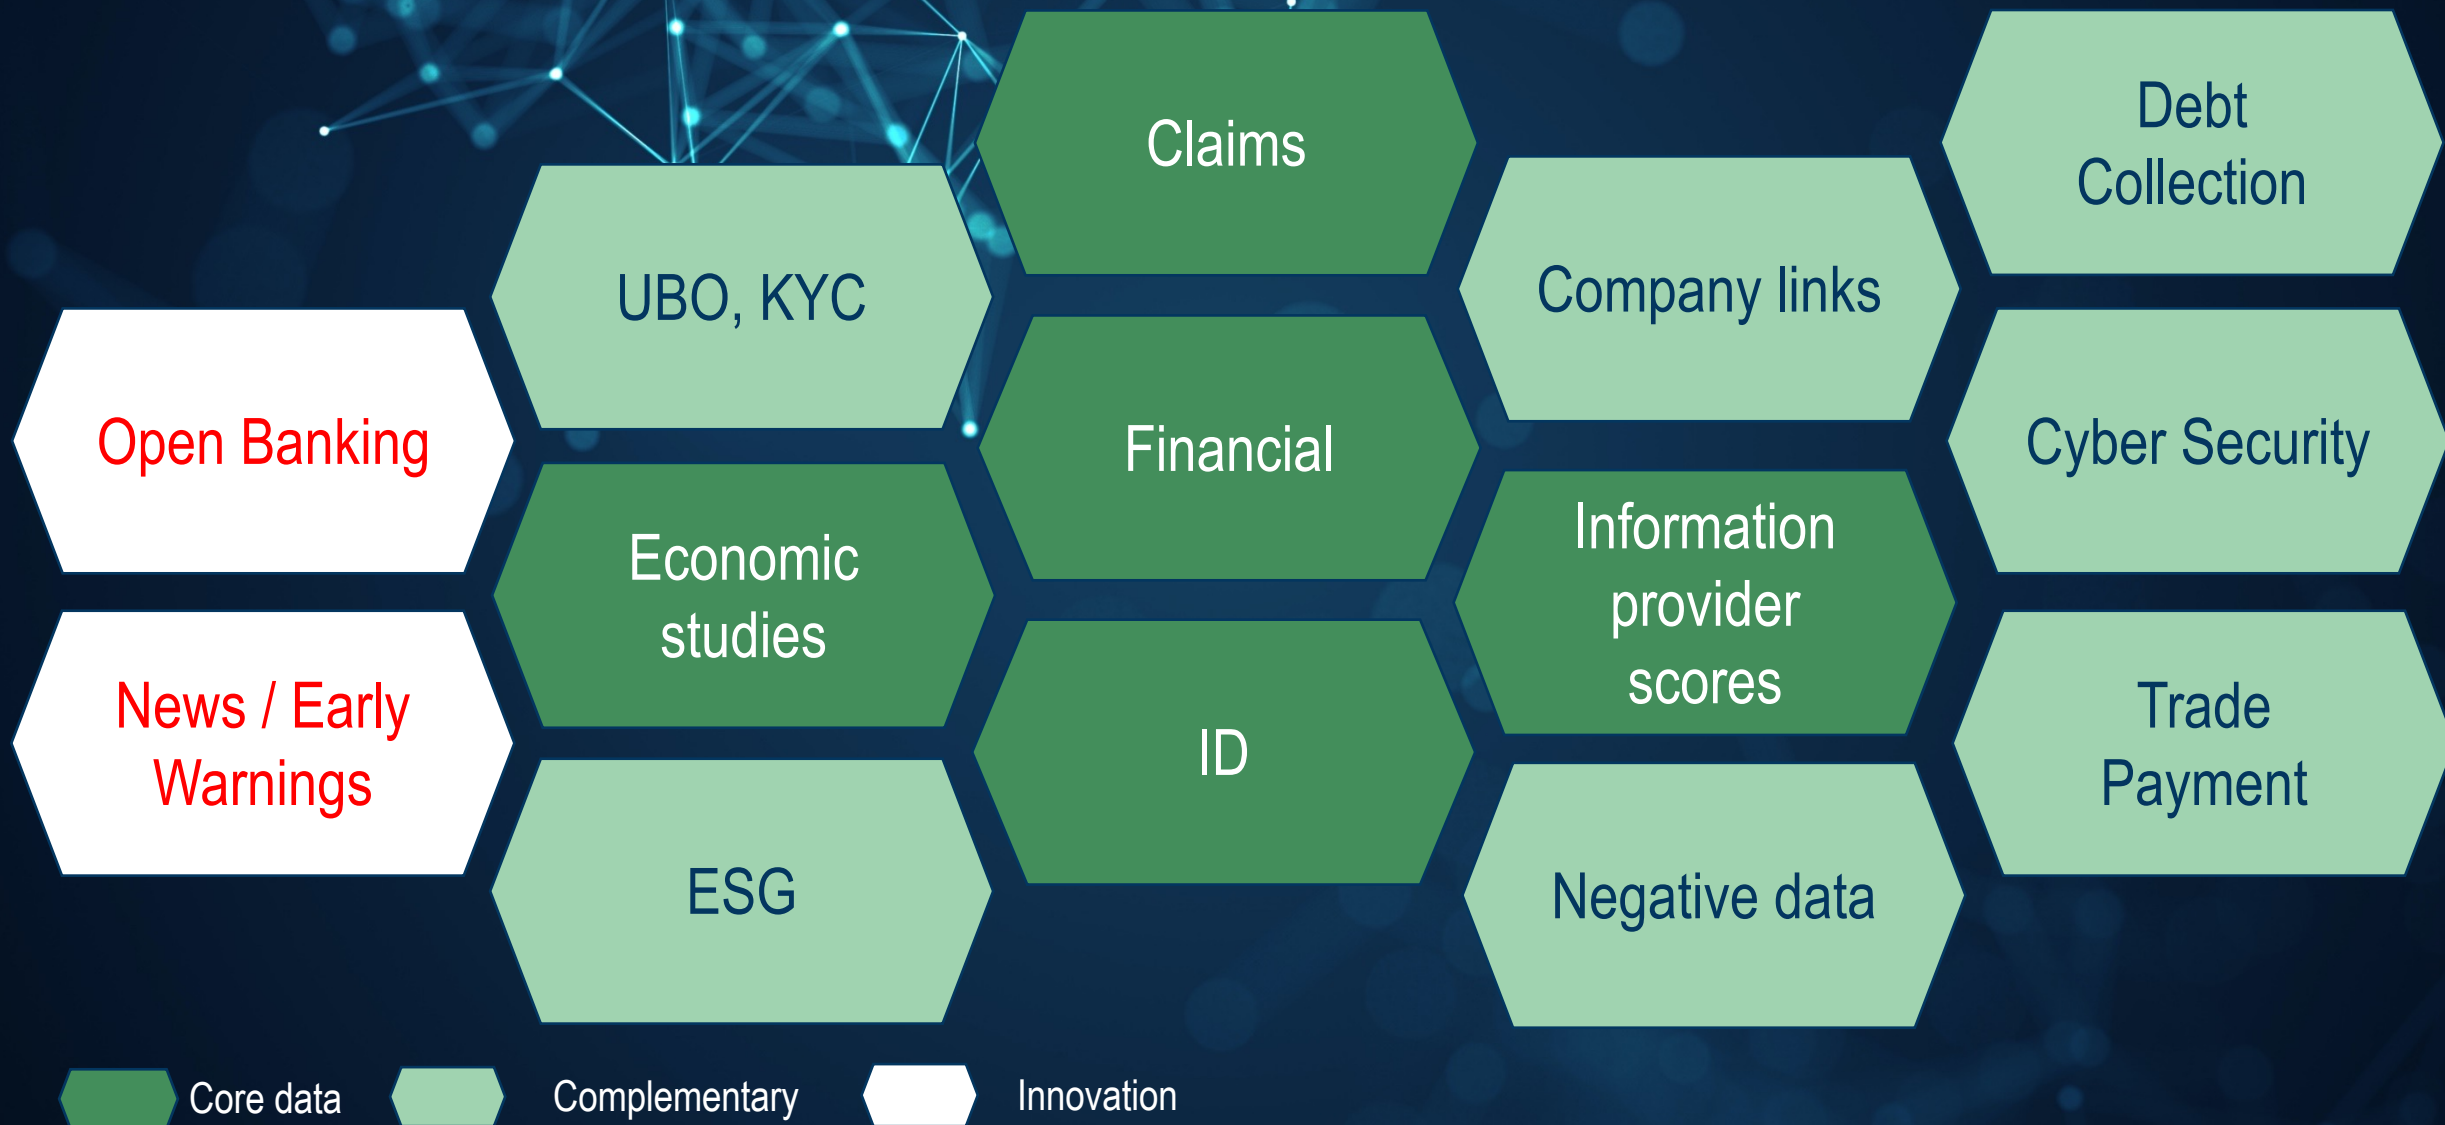 Claims
Debt
Collection
UBO, KYC
Company links
Open Banking
Financial
Cyber Security
Economic
studies
Information
provider
scores
News / Early
Warnings
ID
Trade
Payment
ESG
Negative data
Core data
Complementary
Innovation